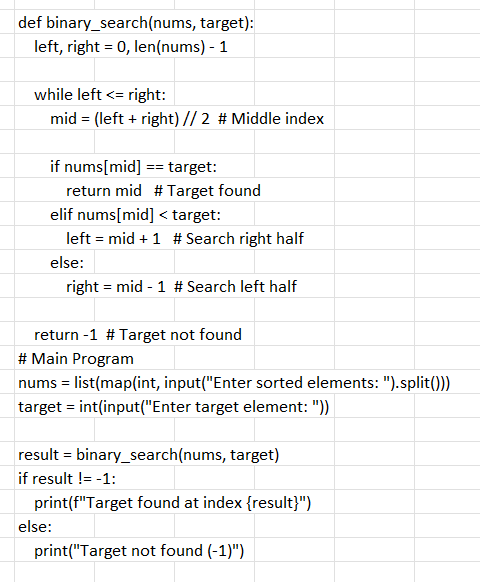 def binary_search(nums, target):
    left, right = 0, len(nums) - 1

    while left <= right:
        mid = (left + right) // 2  # Middle index

        if nums[mid] == target:
            return mid   # Target found
        elif nums[mid] < target:
            left = mid + 1   # Search right half
        else:
            right = mid - 1  # Search left half

    return -1  # Target not found
# Main Program
nums = list(map(int, input("Enter sorted elements: ").split()))
target = int(input("Enter target element: "))

result = binary_search(nums, target)
if result != -1:
    print(f"Target found at index {result}")
else:
    print("Target not found (-1)")